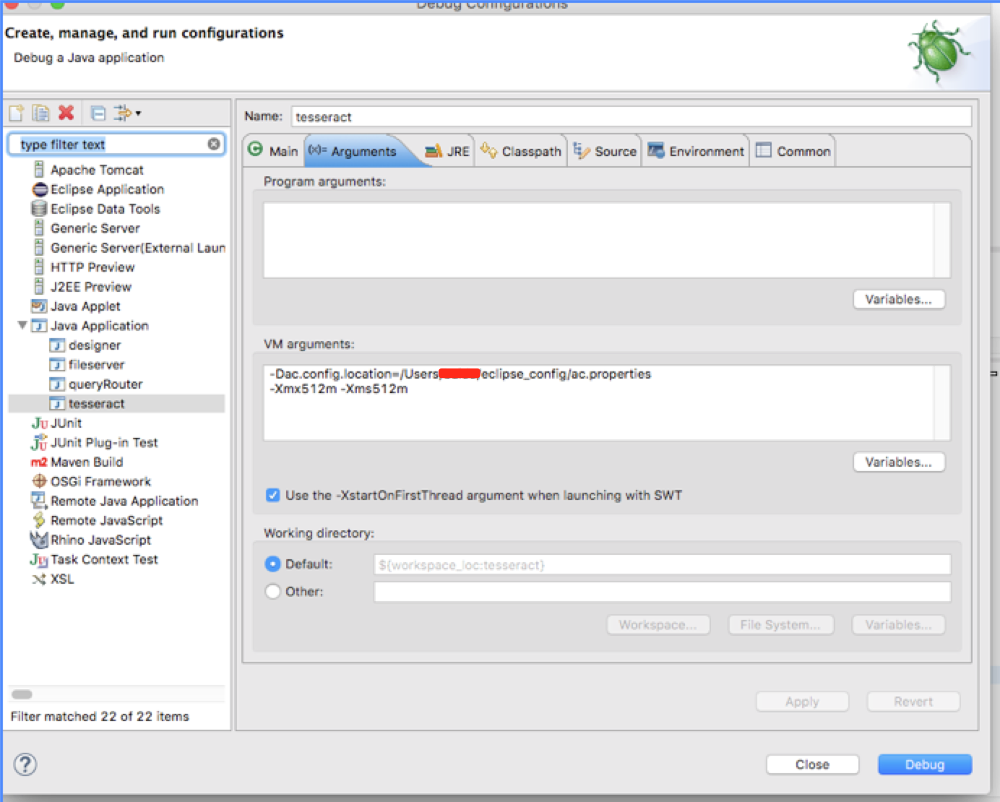 Debug Configurations
Create, manage, and run configurations
Debug a Java application
type filter text
Apache Tomcat
Eclipse Application
Eclipse Data Tools
Generic Server
Generic Server(External Laun
HTTP Preview
J2EE Preview
Java Applet
Java Application
designer
fileserver
queryRouter
tesseract
JUnit
JUnit Plug-in Test
m2 Maven Build
OSGi Framework
Remote Java Application
Remote JavaScript
Rhino JavaScript
Task Context Test
XSL
Filter matched 22 of 22 items
Name: tesseract
Main (x)= Arguments JRE Classpath Source Environment Common
Program arguments:
Variables...
VM arguments:
-Dac.config.location=/Users/ /eclipse_config/ac.properties
-Xmx512m -Xms512m
Variables...
Use the -XstartOnFirstThread argument when launching with SWT
Working directory:
Default: ${workspace_loc:tesseract}
Other:
Workspace... File System... Variables...
Apply Revert
? Close Debug